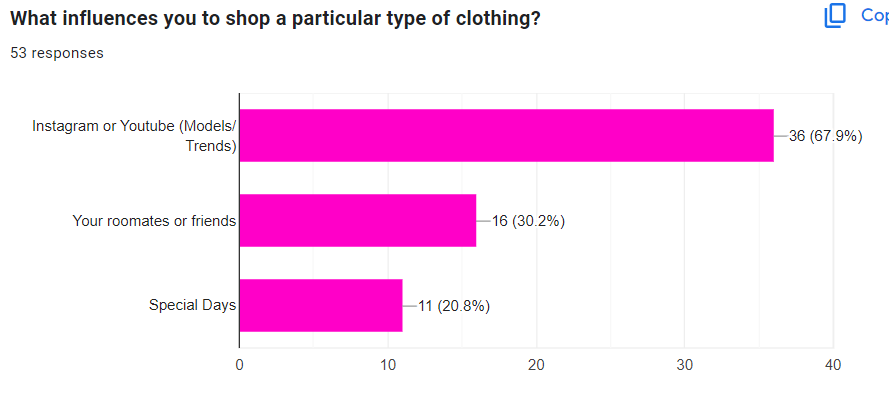 What influences you to shop a particular type of clothing?
Cop
53 responses
Instagram or Youtube (Models/
Trends)
36 (67.9%)
Your roomates or friends
16 (30.2%)
Special Days
11 (20.8%)
0 10 20 30 40